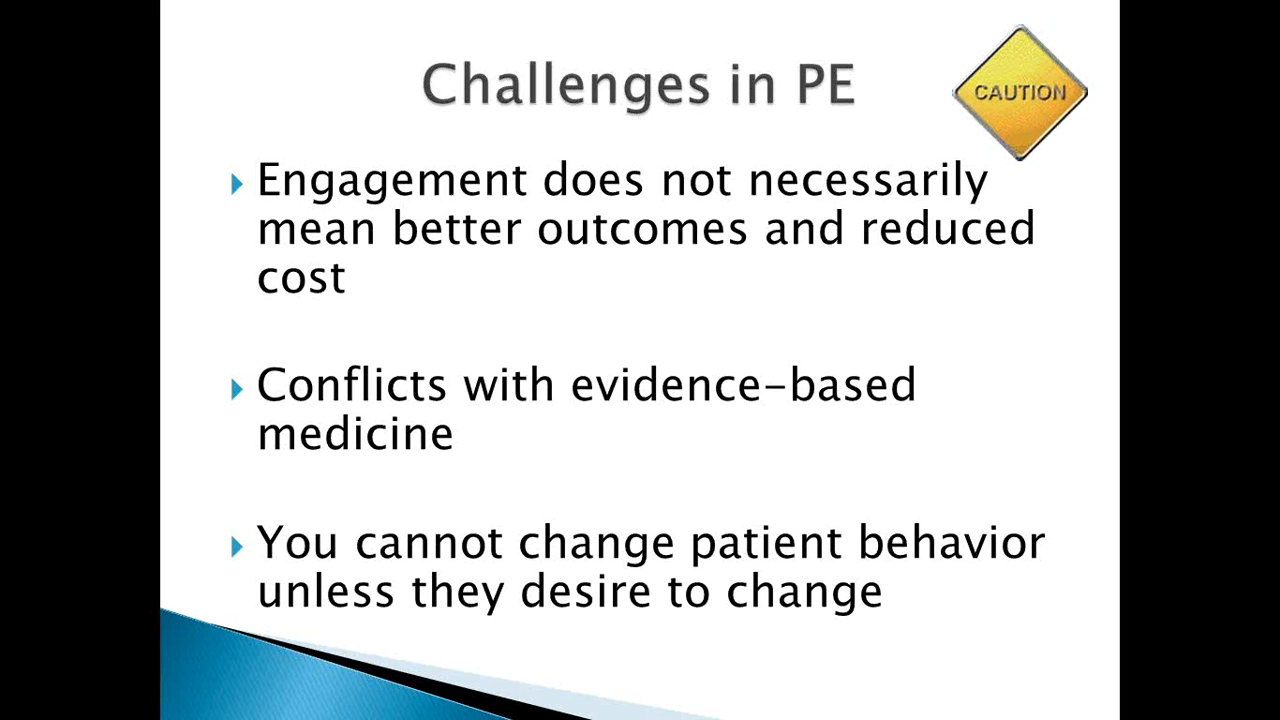 Challenges in PE
CAUTION
Engagement does not necessarily
mean better outcomes and reduced
cost
Conflicts with evidence-based
medicine
You cannot change patient behavior
unless they desire to change